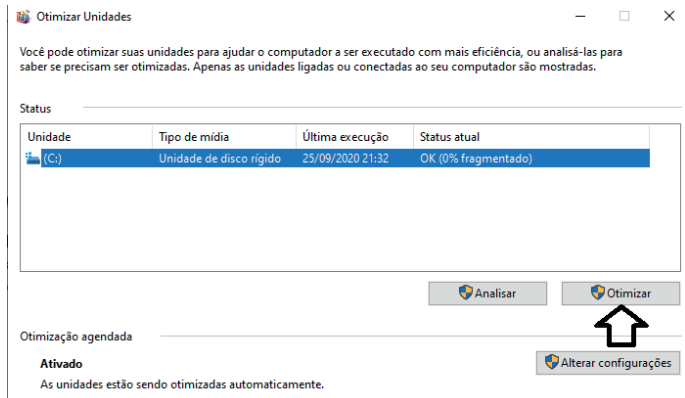 Otimizar Unidades
Você pode otimizar suas unidades para ajudar o computador a ser executado com mais eficiência, ou analisá-las para
saber se precisam ser otimizadas. Apenas as unidades ligadas ou conectadas ao seu computador são mostradas.
Status
Unidade Tipo de mídia Última execução Status atual
(C:) Unidade de disco rígido 25/09/2020 21:32 OK (0% fragmentado)
Analisar Otimizar
Otimização agendada
Ativado Alterar configurações
As unidades estão sendo otimizadas automaticamente.